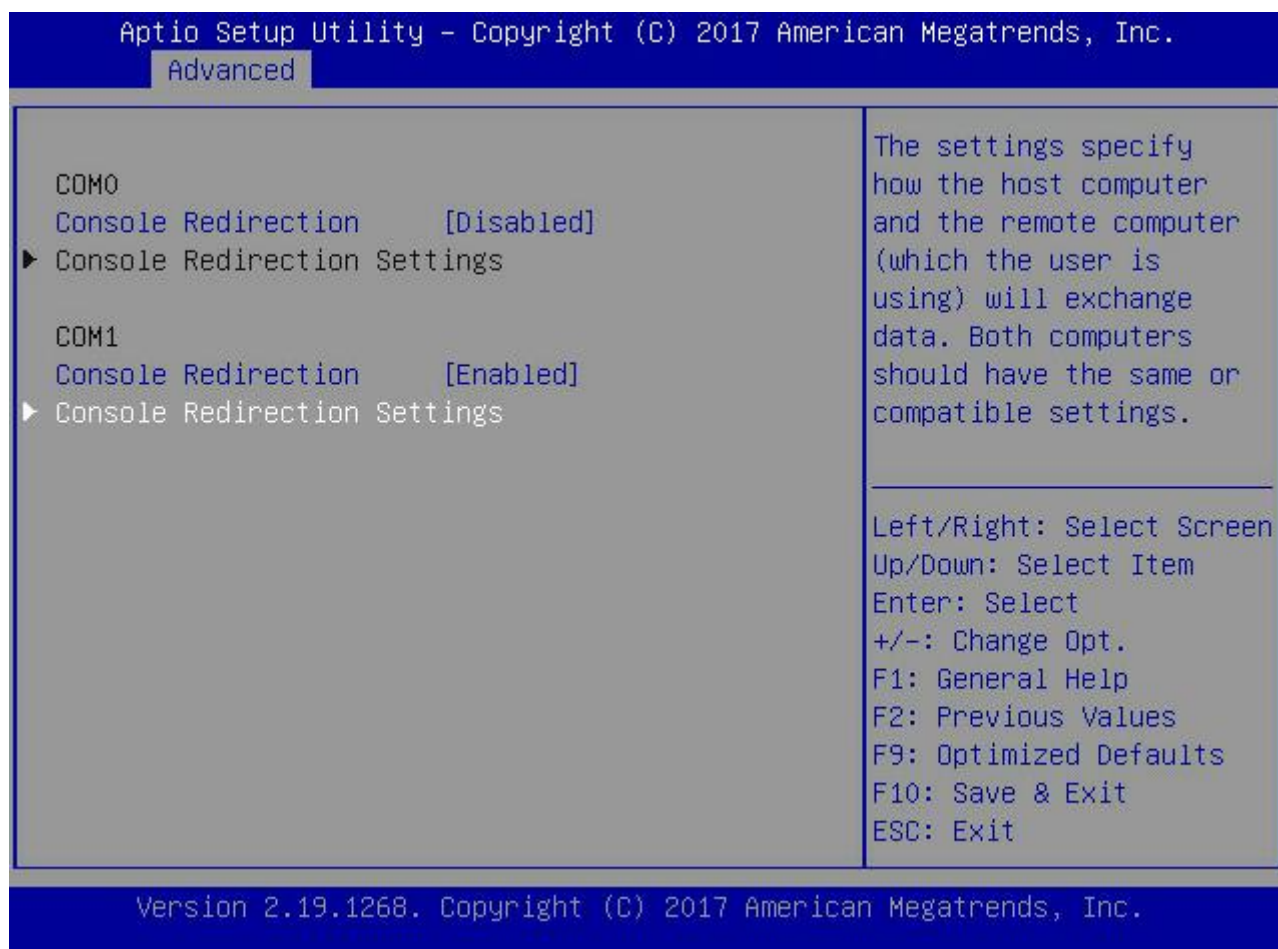 Aptio Setup Utility – Copyright (C) 2017 American Megatrends, Inc.
Advanced
COM0
Console Redirection [Disabled]
Console Redirection Settings
COM1
Console Redirection [Enabled]
Console Redirection Settings
The settings specify
how the host computer
and the remote computer
(which the user is
using) will exchange
data. Both computers
should have the same or
compatible settings.
Left/Right: Select Screen
Up/Down: Select Item
Enter: Select
+/-: Change Opt.
F1: General Help
F2: Previous Values
F9: Optimized Defaults
F10: Save & Exit
ESC: Exit
Version 2.19.1268. Copyright (C) 2017 American Megatrends, Inc.